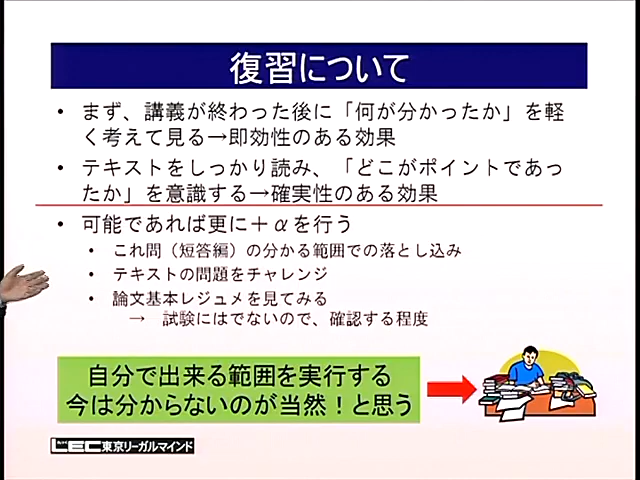 復習について
• まず、講義が終わった後に「何が分かったか」を軽
く考えて見る→即効性のある効果
• テキストをしっかり読み、「どこがポイントであっ
たか」を意識する→確実性のある効果
• 可能であれば更に＋αを行う
• これ問（短答編）の分かる範囲での落とし込み
• テキストの問題をチャレンジ
• 論文基本レジュメを見てみる
→ 試験にはでないので、確認する程度
自分で出来る範囲を実行する
今は分からないのが当然！と思う
LEC東京リーガルマインド